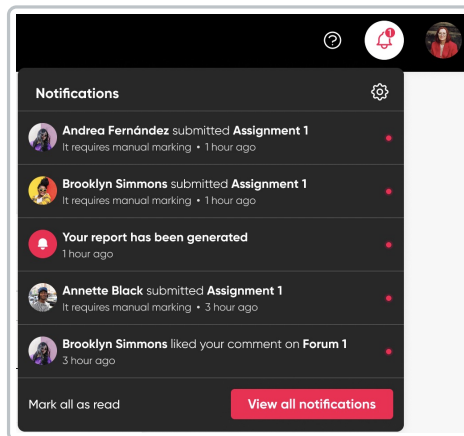 1
Notifications
Andrea Fernández submitted Assignment 1
It requires manual marking • 1 hour ago
Brooklyn Simmons submitted Assignment 1
It requires manual marking • 1 hour ago
Your report has been generated
1 hour ago
Annette Black submitted Assignment 1
It requires manual marking • 3 hour ago
Brooklyn Simmons liked your comment on Forum 1
3 hour ago
Mark all as read
View all notifications